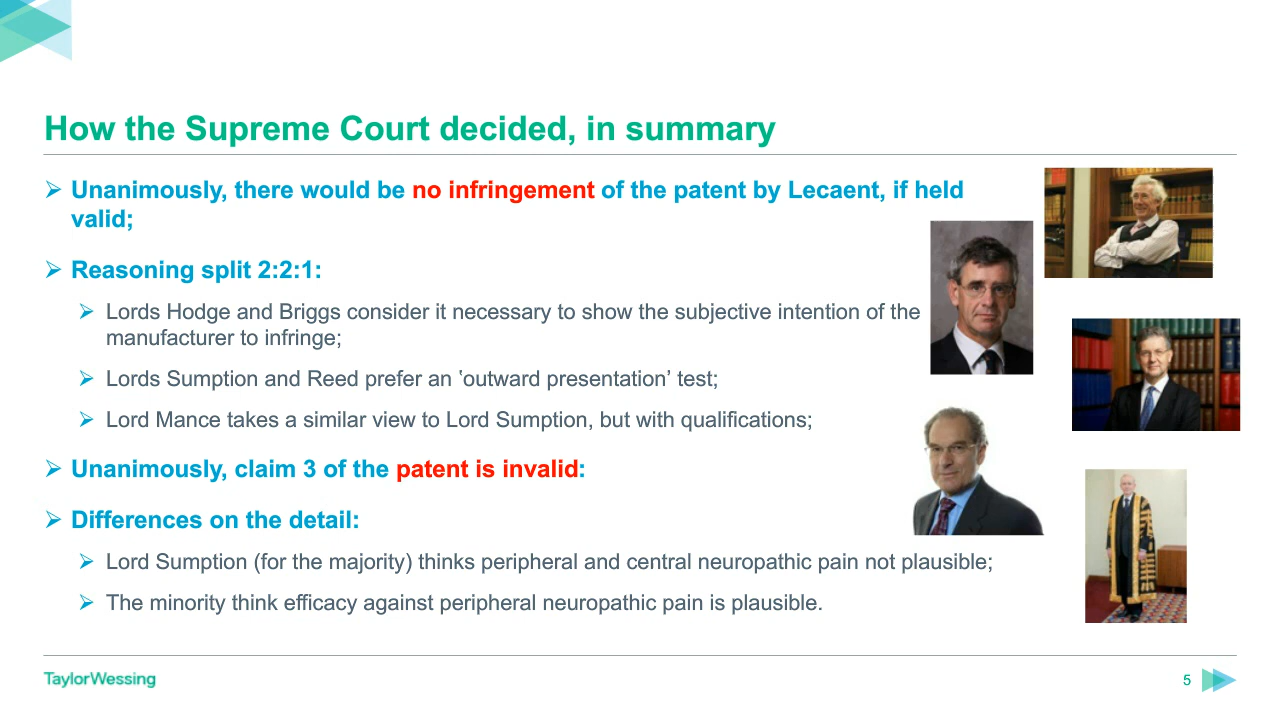 How the Supreme Court decided, in summary
➢ Unanimously, there would be no infringement of the patent by Lecaent, if held
valid;
➢ Reasoning split 2:2:1:
➢ Lords Hodge and Briggs consider it necessary to show the subjective intention of the
manufacturer to infringe;
➢ Lords Sumption and Reed prefer an ‛outward presentation’ test;
➢ Lord Mance takes a similar view to Lord Sumption, but with qualifications;
➢ Unanimously, claim 3 of the patent is invalid:
➢ Differences on the detail:
➢ Lord Sumption (for the majority) thinks peripheral and central neuropathic pain not plausible;
➢ The minority think efficacy against peripheral neuropathic pain is plausible.
TaylorWessing
5